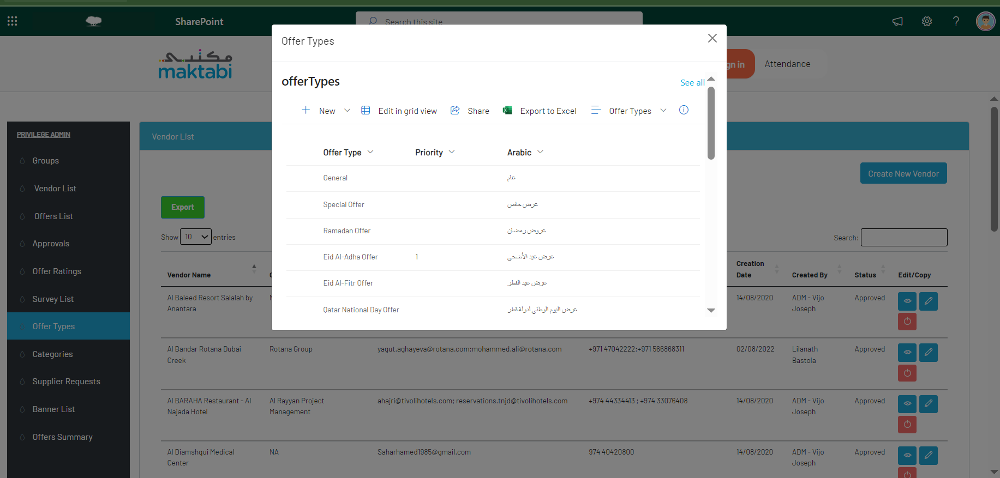 SharePoint
Search this site
مكتبي
maktabi
gn in
Attendance
Offer Types
offerTypes
See all
New
Edit in grid view
Share
Export to Excel
Offer Types
Offer Type
Priority
Arabic
General
عام
Special Offer
عرض خاص
Ramadan Offer
عروض رمضان
Eid Al-Adha Offer
1
عرض عيد الأضحى
Eid Al-Fitr Offer
عرض عيد الفطر
Qatar National Day Offer
عرض اليوم الوطني لدولة قطر
PRIVILEGE ADMIN
Groups
Vendor List
Offers List
Approvals
Offer Ratings
Survey List
Offer Types
Categories
Supplier Requests
Banner List
Offers Summary
Vendor List
Create New Vendor
Export
Show 10 entries
Search:
Vendor Name
Creation Date
Created By
Status
Edit/Copy
Al Baleed Resort Salalah by Anantara
14/08/2020
ADM - Vijo Joseph
Approved
Al Bandar Rotana Dubai Creek
Rotana Group
yagut.aghayeva@rotana.com;mohammed.ali@rotana.com
+971 47042222;+971 566868311
02/08/2022
Lilanath Bastola
Approved
Al BARAHA Restaurant - Al Najada Hotel
Al Rayyan Project Management
ahajri@tivolihotels.com; reservations.tnjd@tivolihotels.com
+974 44334413 ; +974 33076408
14/08/2020
ADM - Vijo Joseph
Approved
Al Diamshqui Medical Center
NA
Saharhamed1985@gmail.com
974 40420800
14/08/2020
ADM - Vijo Joseph
Approved